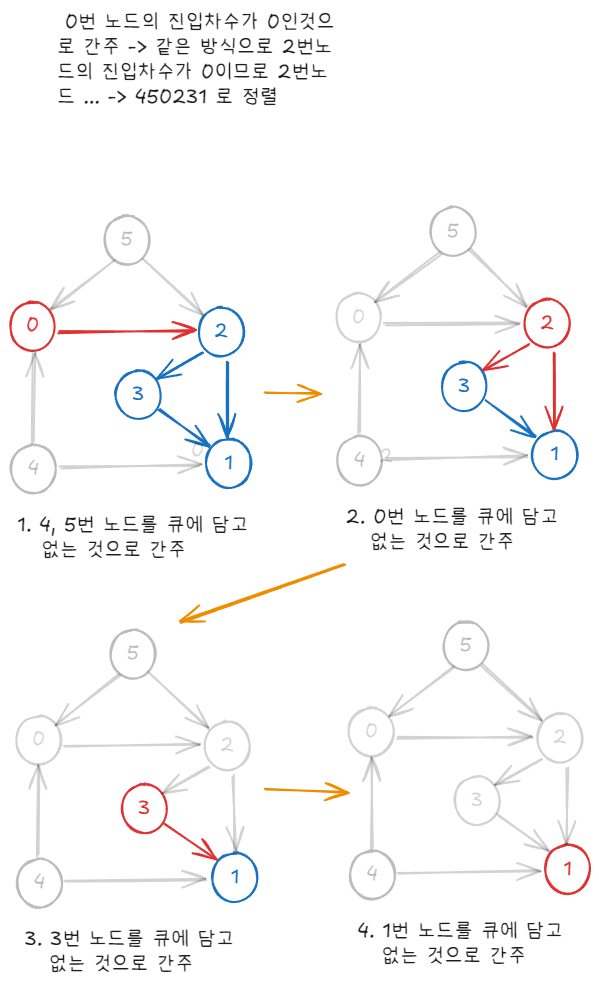 0번 노드의 진입차수가 0인것으
로 간주 -> 같은 방식으로 2번노
드의 진입차수가 0이므로 2번노
드 ... -> 450231 로 정렬
5
0
2
3
0
1
4
5
0
2
3
1
4
2
1. 4, 5번 노드를 큐에 담고
없는 것으로 간주
2. 0번 노드를 큐에 담고
없는 것으로 간주
5
0
2
3
1
4
5
0
2
3
1
4
3. 3번 노드를 큐에 담고
없는 것으로 간주
4. 1번 노드를 큐에 담고
없는 것으로 간주